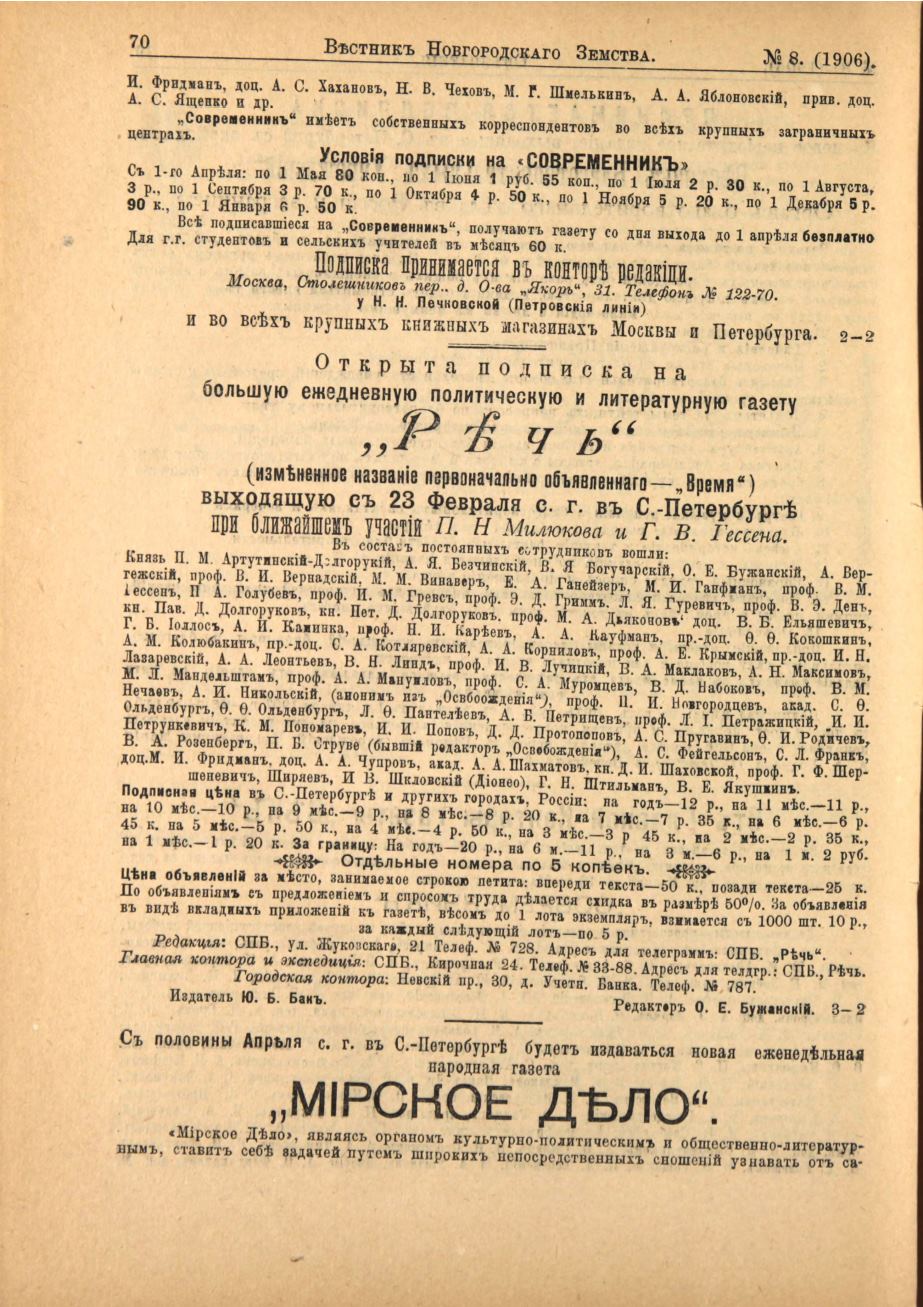 70
Вѣстникъ Новгородскаго Земства.
№ 8. (1906).
И. Фридманъ, доц. А. С. Хахановъ, Н. В. Чеховъ, М. Г. Шмелькинъ, А. А. Яблоновскій, прив. доц.
А. С. Ященко и др.
„Современникъ“ имѣетъ собственныхъ корреспондентовъ во всѣхъ крупныхъ заграничныхъ
центрахъ.
Условія подписки на «СОВРЕМЕННИКЪ»
Съ 1-го Апрѣля: по 1 Мая 80 коп., по 1 Іюня 1 руб. 55 коп., по 1 Іюля 2 р. 30 к., по 1 Августа,
3 р., по 1 Сентября 3 р. 70 к., по 1 Октября 4 р. 50 к., по 1 Ноября 5 р. 20 к., по 1 Декабря 5 р.
90 к., по 1 Января 6 р. 50 к.
Всѣ подписавшіеся на „Современникъ“, получаютъ газету со дня выхода до 1 апрѣля безплатно
Для г.г. студентовъ и сельскихъ учителей въ мѣсяцъ 60 к.
Подписка принимается въ конторѣ редакціи.
Москва, Столешниковъ пер.. д. О-ва „Якорь“, 31. Телефонъ № 122-70.
у Н. Н. Печковской (Петровскія линіи)
и во всѣхъ крупныхъ книжныхъ магазинахъ Москвы и Петербурга. 2—2
Открыта подписка на
большую ежедневную политическую и литературную газету
„Рѣчь“
(измѣненное названіе первоначально объявленнаго—„Время“)
выходящую съ 23 Февраля с. г. въ С.-Петербургѣ
при ближайшемъ участіи П. Н Милюкова и Г. В. Гессена.
Въ составъ постоянныхъ сотрудниковъ вошли:
Князь П. М. Артутинскій-Долгорукій, А. Я. Безчинскій, В. Я Богучарскій, О. Е. Бужанскій, А. Вер-
гежскій, проф. В. И. Вернадскій, М. М. Винаверъ, Е. А. Ганейзеръ, М. И. Ганфманъ, проф. В. М.
Гессенъ, П А. Голубевъ, проф. И. М. Гревсъ, проф. Э. Д. Гриммъ. Л. Я. Гуревичъ, проф. В. Э. День,
кн. Пав. Д. Долгоруковъ, кн. Пет. Д. Долгоруковъ. проф. М. А. Дьяконовъ' доц. В. Б. Ельяшевичъ,
Г. Б. Іоллосъ, А. И. Каминка, проф. Н. И. Карѣевъ, А. А. Кауфманъ, пр.-доц. Ѳ. Ѳ. Кокошкинъ,
А. М. Колюбакинъ, пр.-доц. С. А. Котляревскій, А. А. Корниловъ, проф. А. Е. Крымскій, пр.-доц. И. Н.
Лазаревскій, А. А. Леонтьевъ, В. Н. Линдъ, проф. И. В. Лучицкій, В. А. Маклаковъ, А. Н. Максимовъ,
М. Л. Мандельштамъ, проф. А. А. Мануиловъ, проф. С. А. Муромцевъ, В. Д. Набоковъ, проф. В. М.
Нечаевъ, А. И. Никольскій, (анонимъ изъ „Освбоожденія“), проф. П. И. Новгородцевъ, акад. С. Ѳ.
Ольденбургъ, Ѳ. Ѳ. Ольденбургъ, Л. Ѳ. Пантелѣевъ, А. Б. Петрищевъ, проф. Л. І. Петражицкій, И. И.
Петрункевичъ, К. М. Пономаревъ, И. И. Поповъ, Д. Д. Протопоповъ, А. С. Пругавинъ, Ѳ. И. Родичевъ,
В. А. Розенбергъ, П. Б. Струве (бывшій редакторъ „Освобожденія“), А. С. Фейгельсонъ, С. Л. Франкъ,
доц.М. И. Фридманъ, доц. А. А. Чупровъ, акад. А. А. Шахматовъ, кн. Д. И. Шаховской, проф. Г. Ф. Шер-
шеневичъ, Ширяевъ, И В. Шкловскій (Діонео), Г. Н. Штильманъ, В. Е. Якушкинъ.
Подписная цѣна въ С.-Петербургѣ и другихъ городахъ, Россіи: на годъ—12 р., на 11 мѣс.—11 р.,
на 10 мѣс.—10 р., на 9 мѣс.—9 р., на 8 мѣс.—8 р. 20 к., на 7 мѣс.—7 р. 35 к., на 6 мѣс.—6 р.
45 к. на 5 мѣс.—5 р. 50 к., на 4 мѣс.—4 р. 50 к., на 3 мѣс.—3 р 45 к., на 2 мѣс.—2 р. 35 к.,
на 1 мѣс.—1 р. 20 к. За границу: На годъ—20 р., на 6 м.—11 р., на 3 м.—6 р., на 1 м. 2 руб.
Отдѣльные номера по 5 копѣекъ.
Цѣна объявленій за мѣсто, занимаемое строкою петита: впереди текста—50 к., позади текста—25 к.
По объявленіямъ съ предложеніемъ и спросомъ труда дѣлается скидка въ размѣрѣ 50%. За объявленія
въ видѣ вкладныхъ приложеній къ газетѣ, вѣсомъ до 1 лота экземпляръ, взимается съ 1000 шт. 10 р.,
за каждый слѣдующій лотъ—по 5 р.
Редакція: СПБ., ул. Жуковскаго, 21 Телеф. № 728. Адресъ для телеграммъ: СПБ. „Рѣчь“.
Главная контора и экспедиція: СПБ., Кирочная 24. Телеф. № 33-88. Адресъ для телдгр.: СПБ., Рѣчь.
Городская контора: Невскій пр., 30, д. Учетн. Банка. Телеф. № 787.
Издатель Ю. Б. Бакъ.
Редакторъ О. Е. Бужанскій. 3—2
Съ половины Апрѣля с. г. въ С.-Петербургѣ будетъ издаваться новая еженедѣльная
народная газета
„МІРСКОЕ ДѢЛО“.
«Мірское Дѣло», являясь органомъ культурно-политическимъ и общественно-литератур-
нымъ, ставитъ себѣ задачей путемъ широкихъ непосредственныхъ сношеній узнавать отъ са-